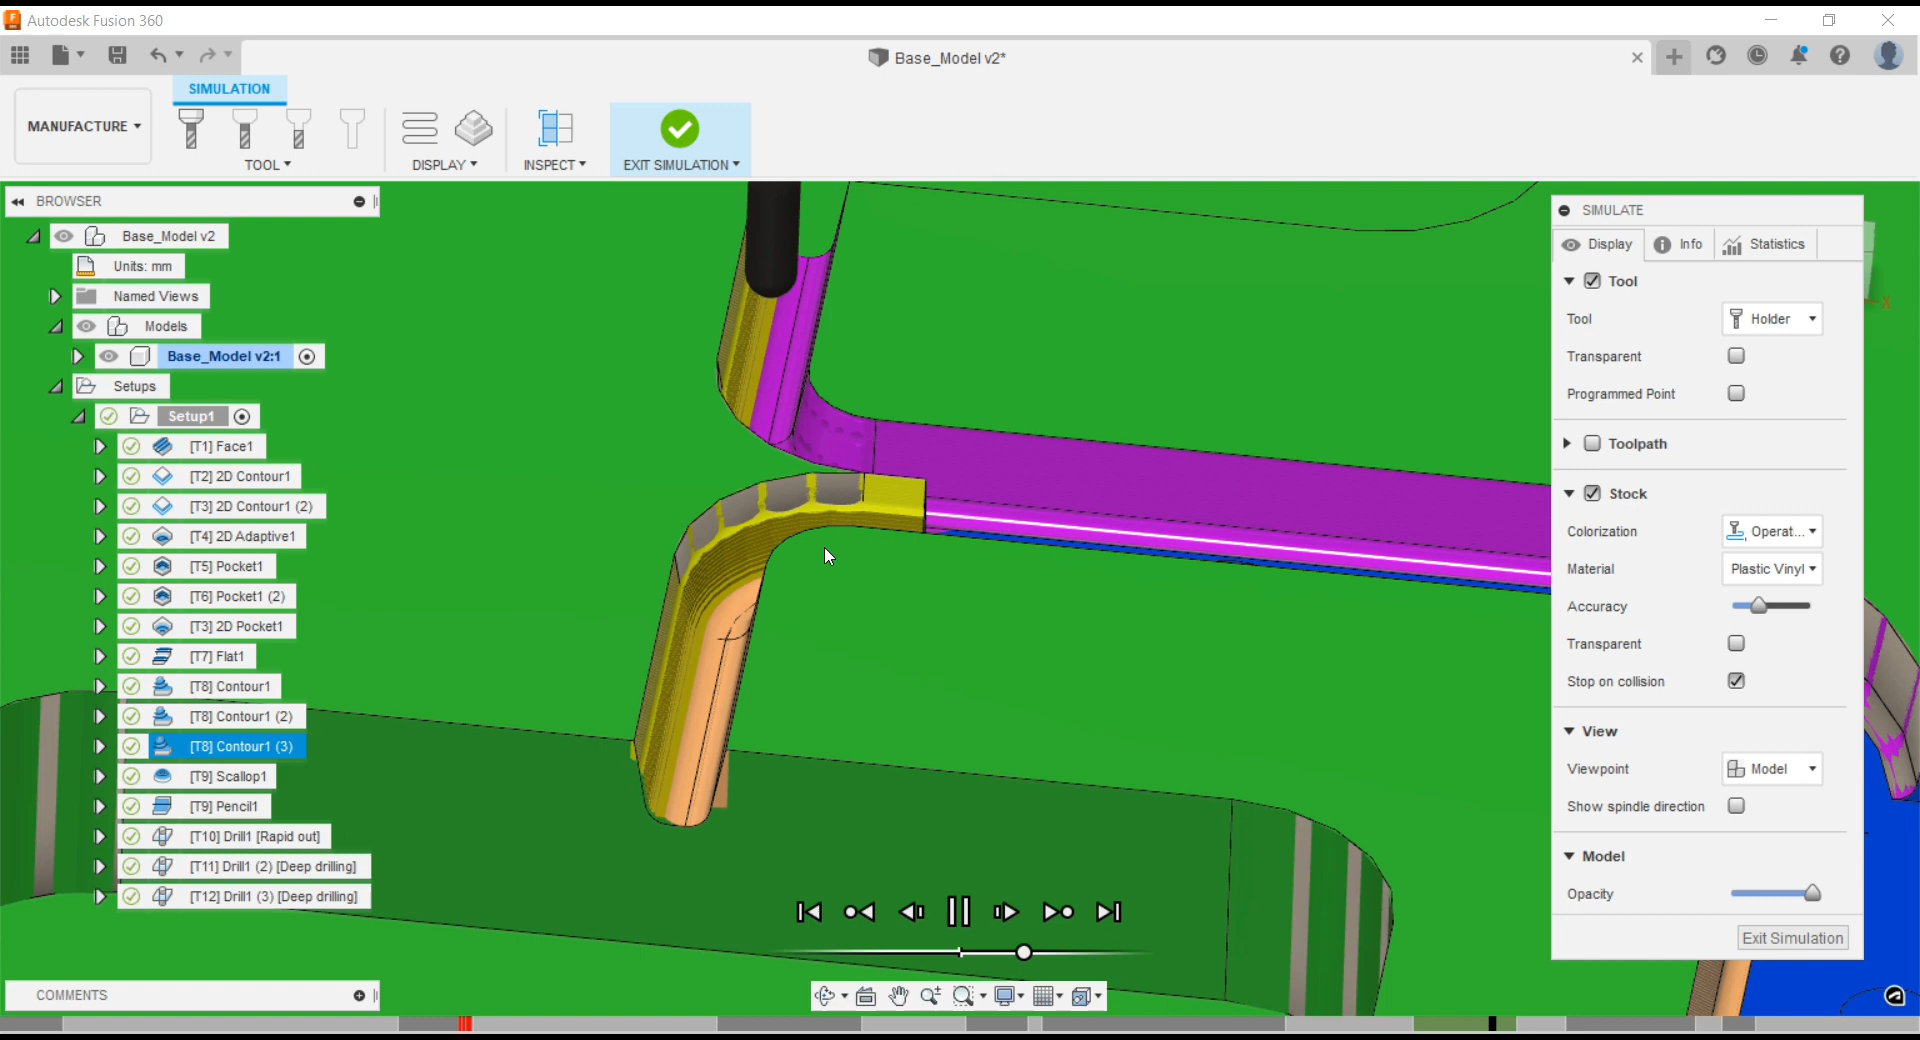 Autodesk Fusion 360
Base_Model v2*
SIMULATION
MANUFACTURE
TOOL
DISPLAY
INSPECT
EXIT SIMULATION
BROWSER
Base_Model v2
Units: mm
Named Views
Models
Base_Model v2:1
Setups
Setup1
[T1] Face1
[T2] 2D Contour1
[T3] 2D Contour1 (2)
[T4] 2D Adaptive1
[T5] Pocket1
[T6] Pocket1 (2)
[T3] 2D Pocket1
[T7] Flat1
[T8] Contour1
[T8] Contour1 (2)
[T8] Contour1 (3)
[T9] Scallop1
[T9] Pencil1
[T10] Drill1 [Rapid out]
[T11] Drill1 (2) [Deep drilling]
[T12] Drill1 (3) [Deep drilling]
COMMENTS
SIMULATE
Display Info Statistics
Tool
Tool Holder
Transparent
Programmed Point
Toolpath
Stock
Colorization Operat...
Material Plastic Vinyl
Accuracy
Transparent
Stop on collision
View
Viewpoint Model
Show spindle direction
Model
Opacity
Exit Simulation
X